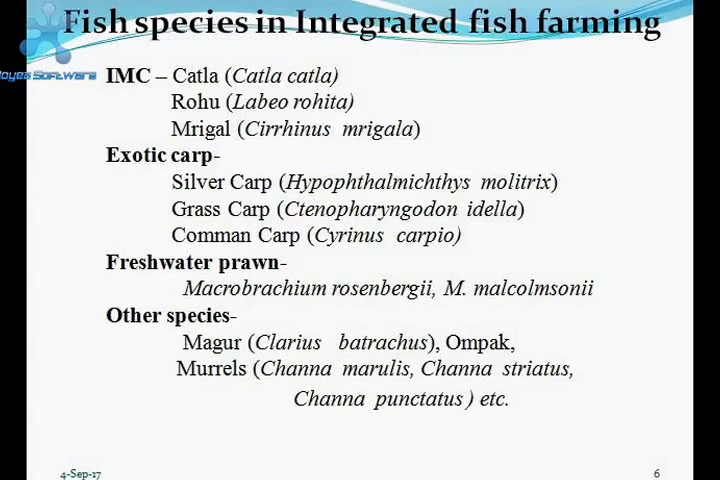 Fish species in Integrated fish farming
IMC – Catla (Catla catla)
Rohu (Labeo rohita)
Mrigal (Cirrhinus mrigala)
Exotic carp-
Silver Carp (Hypophthalmichthys molitrix)
Grass Carp (Ctenopharyngodon idella)
Comman Carp (Cyrinus carpio)
Freshwater prawn-
Macrobrachium rosenbergii, M. malcolmsonii
Other species-
Magur (Clarius batrachus), Ompak,
Murrels (Channa marulis, Channa striatus,
Channa punctatus ) etc.
4-Sep-17
6
Software